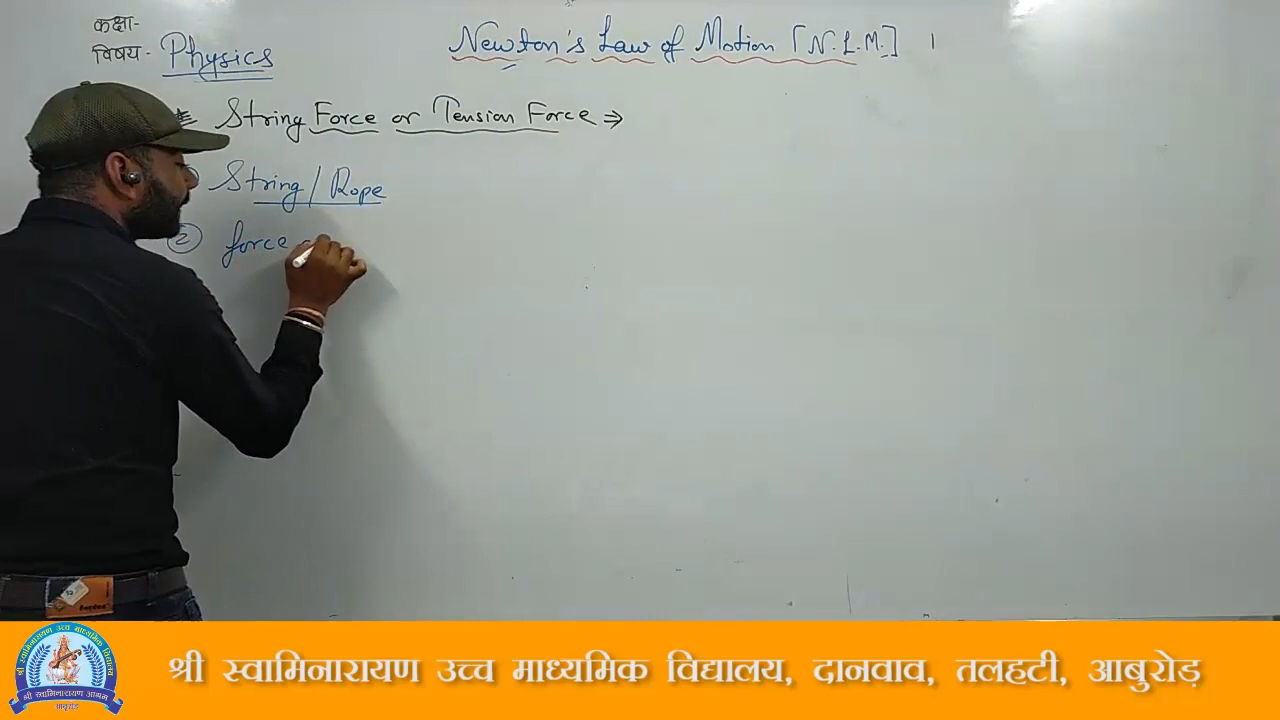 कक्षा-
विषय- Physics
Newton's Law of Motion [N.L.M.]
String Force or Tension Force ⇒
String / Rope
② force
श्री स्वामिनारायण उच्च माध्यमिक विद्यालय, दानवाव, तलहटी, आबुरोड़